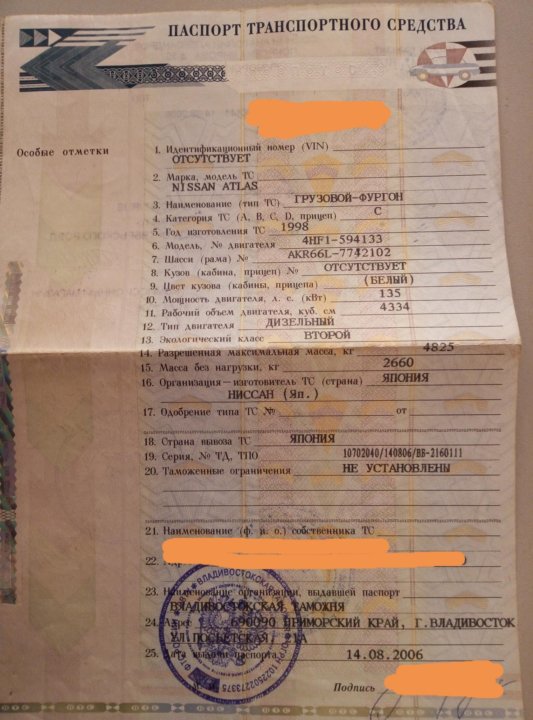 ПАСПОРТ ТРАНСПОРТНОГО СРЕДСТВА
Особые отметки
1. Идентификационный номер (VIN)
ОТСУТСТВУЕТ
2. Марка, модель ТС
NISSAN ATLAS
3. Наименование (тип ТС) ГРУЗОВОЙ-ФУРГОН
4. Категория ТС (A, B, C, D, прицеп) C
5. Год изготовления ТС 1998
6. Модель, № двигателя 4HF1-594133
7. Шасси (рама) № AKR66L-7742102
8. Кузов (кабина, прицеп) № ОТСУТСТВУЕТ
9. Цвет кузова (кабины, прицепа) (БЕЛЫЙ)
10. Мощность двигателя, л. с. (кВт) 135
11. Рабочий объем двигателя, куб. см 4334
12. Тип двигателя ДИЗЕЛЬНЫЙ
13. Экологический класс ВТОРОЙ
14. Разрешенная максимальная масса, кг 4825
15. Масса без нагрузки, кг 2660
16. Организация-изготовитель ТС (страна) ЯПОНИЯ
НИССАН (Яп.)
17. Одобрение типа ТС № от
18. Страна вывоза ТС ЯПОНИЯ
19. Серия, № ТД, ТПО 10702040/140806/ВВ-2160111
20. Таможенные ограничения НЕ УСТАНОВЛЕНЫ
21. Наименование (ф. и. о.) собственника ТС
22.
23. Наименование организации, выдавшей паспорт
ВЛАДИВОСТОКСКАЯ ТАМОЖНЯ
24. Адрес 690090 ПРИМОРСКИЙ КРАЙ, Г.ВЛАДИВОСТОК
УЛ.ПОСЬЕТСКАЯ, 21А
25. Дата выдачи паспорта 14.08.2006
Подпись